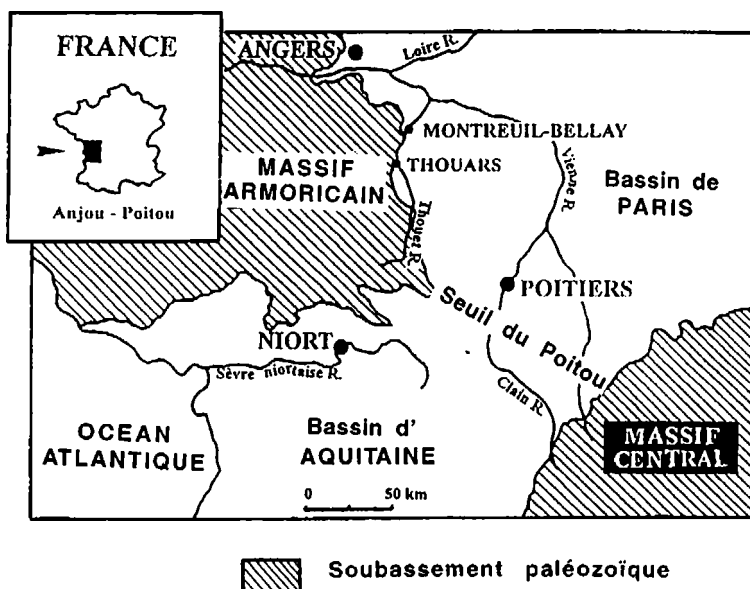 FRANCE
Anjou - Poitou
ANGERS
Loire R.
MONTREUIL-BELLAY
THOUARS
MASSIF
ARMORICAIN
Thouet R.
Vienne R.
Bassin de
PARIS
POITIERS
Seuil du Poitou
NIORT
Sèvre niortaise R.
Clain R.
OCEAN
ATLANTIQUE
Bassin d'
AQUITAINE
MASSIF
CENTRAL
0 50 km
Soubassement paléozoïque